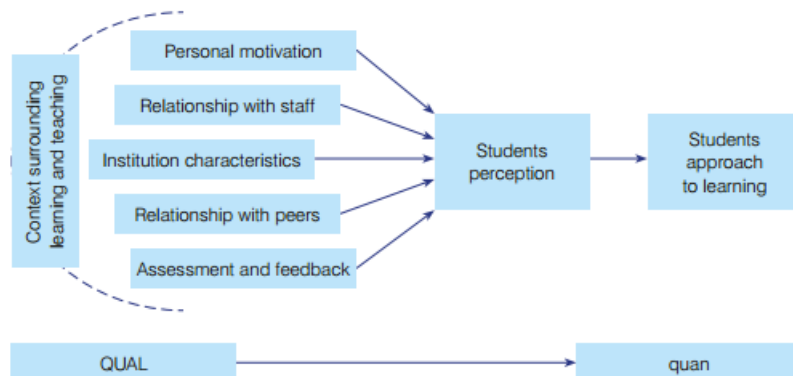 Context surrounding
learning and teaching
Personal motivation
Relationship with staff
Institution characteristics
Relationship with peers
Assessment and feedback
Students
perception
Students
approach
to learning
QUAL
quan